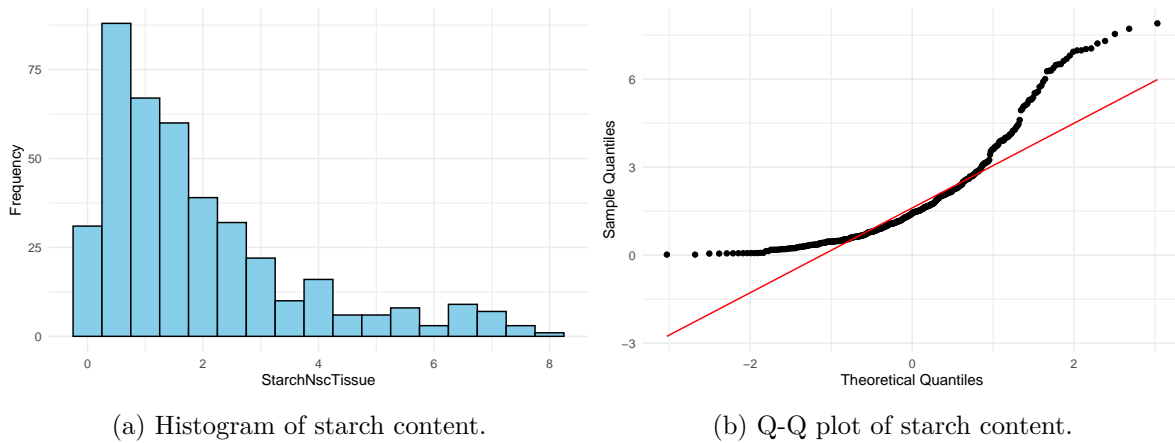 75
50
25
0
Frequency
0
2
4
6
8
StarchNscTissue
(a) Histogram of starch content.
6
3
0
−3
Sample Quantiles
−2
0
2
Theoretical Quantiles
(b) Q-Q plot of starch content.